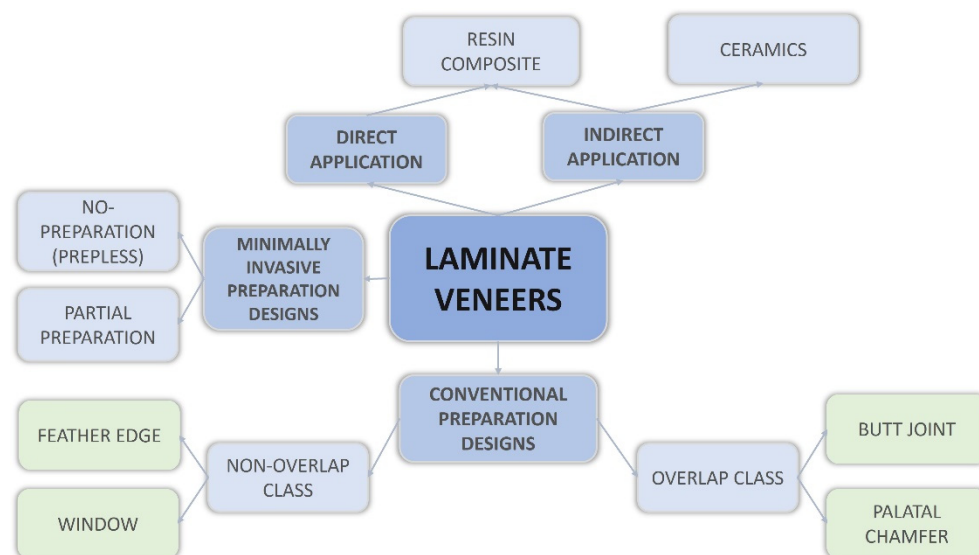 RESIN
COMPOSITE
CERAMICS
DIRECT
APPLICATION
INDIRECT
APPLICATION
NO-
PREPARATION
(PREPLESS)
MINIMALLY
INVASIVE
PREPARATION
DESIGNS
LAMINATE
VENEERS
PARTIAL
PREPARATION
CONVENTIONAL
PREPARATION
DESIGNS
FEATHER EDGE
NON-OVERLAP
CLASS
WINDOW
OVERLAP CLASS
BUTT JOINT
PALATAL
CHAMFER